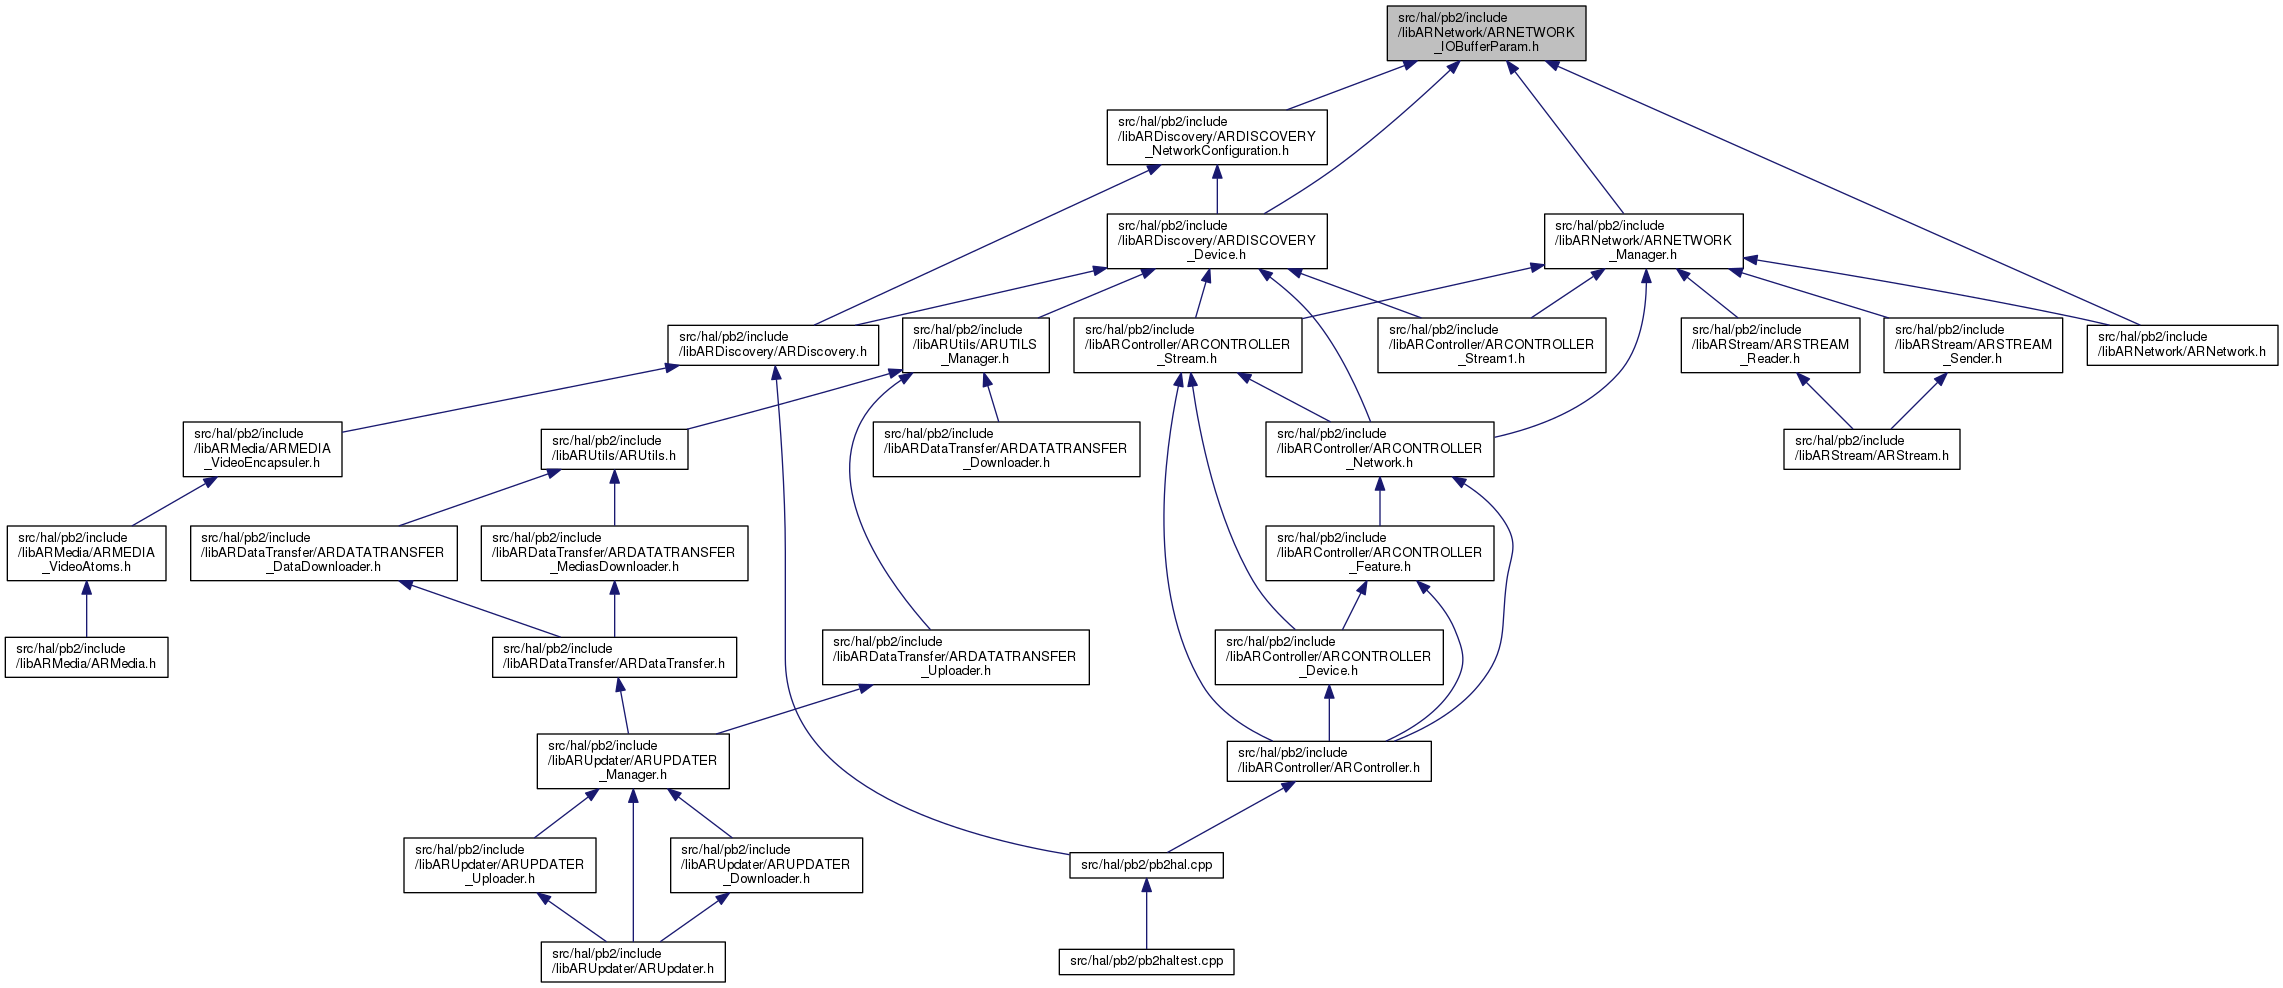 src/hal/pb2/include
/libARNetwork/ARNETWORK
_IOBufferParam.h
src/hal/pb2/include
/libARDiscovery/ARDISCOVERY
_NetworkConfiguration.h
src/hal/pb2/include
/libARDiscovery/ARDISCOVERY
_Device.h
src/hal/pb2/include
/libARNetwork/ARNETWORK
_Manager.h
src/hal/pb2/include
/libARDiscovery/ARDiscovery.h
src/hal/pb2/include
/libARUtils/ARUTILS
_Manager.h
src/hal/pb2/include
/libARController/ARCONTROLLER
_Stream.h
src/hal/pb2/include
/libARController/ARCONTROLLER
_Stream1.h
src/hal/pb2/include
/libARStream/ARSTREAM
_Reader.h
src/hal/pb2/include
/libARStream/ARSTREAM
_Sender.h
src/hal/pb2/include
/libARNetwork/ARNetwork.h
src/hal/pb2/include
/libARMedia/ARMEDIA
_VideoEncapsuler.h
src/hal/pb2/include
/libARUtils/ARUtils.h
src/hal/pb2/include
/libARDataTransfer/ARDATATRANSFER
_Downloader.h
src/hal/pb2/include
/libARController/ARCONTROLLER
_Network.h
src/hal/pb2/include
/libARStream/ARStream.h
src/hal/pb2/include
/libARMedia/ARMEDIA
_VideoAtoms.h
src/hal/pb2/include
/libARDataTransfer/ARDATATRANSFER
_DataDownloader.h
src/hal/pb2/include
/libARDataTransfer/ARDATATRANSFER
_MediasDownloader.h
src/hal/pb2/include
/libARController/ARCONTROLLER
_Feature.h
src/hal/pb2/include
/libARMedia/ARMedia.h
src/hal/pb2/include
/libARDataTransfer/ARDataTransfer.h
src/hal/pb2/include
/libARDataTransfer/ARDATATRANSFER
_Uploader.h
src/hal/pb2/include
/libARController/ARCONTROLLER
_Device.h
src/hal/pb2/include
/libARUpdater/ARUPDATER
_Manager.h
src/hal/pb2/include
/libARController/ARController.h
src/hal/pb2/include
/libARUpdater/ARUPDATER
_Uploader.h
src/hal/pb2/include
/libARUpdater/ARUPDATER
_Downloader.h
src/hal/pb2/pb2hal.cpp
src/hal/pb2/include
/libARUpdater/ARUpdater.h
src/hal/pb2/pb2haltest.cpp